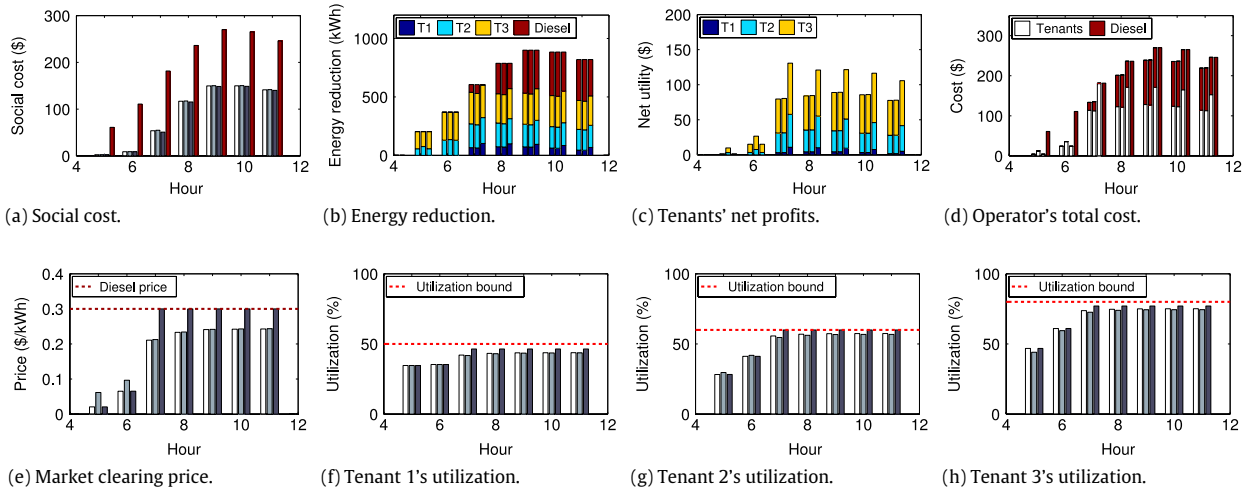 Social cost ($)
300
200
100
0
4 6 8 10 12
Hour
(a) Social cost.
Energy reduction (kWh)
T1 T2 T3 Diesel
1000
500
0
4 6 8 10 12
Hour
(b) Energy reduction.
Net utility ($)
T1 T2 T3
200
150
100
50
0
4 6 8 10 12
Hour
(c) Tenants' net profits.
Cost ($)
Tenants Diesel
300
200
100
0
4 6 8 10 12
Hour
(d) Operator's total cost.
Price ($/kWh)
Diesel price
0.4
0.3
0.2
0.1
0
4 6 8 10 12
Hour
(e) Market clearing price.
Utilization (%)
Utilization bound
100
50
0
4 6 8 10 12
Hour
(f) Tenant 1's utilization.
Utilization (%)
Utilization bound
100
50
0
4 6 8 10 12
Hour
(g) Tenant 2's utilization.
Utilization (%)
Utilization bound
100
50
0
4 6 8 10 12
Hour
(h) Tenant 3's utilization.